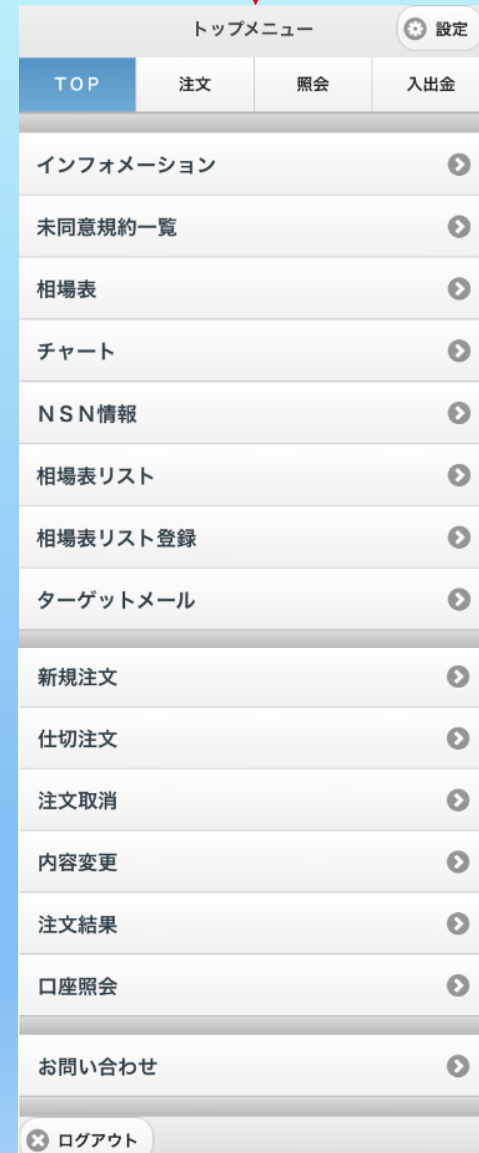 トップメニュー
設定
ＴＯＰ 注文 照会 入出金
インフォメーション
未同意規約一覧
相場表
チャート
ＮＳＮ情報
相場表リスト
相場表リスト登録
ターゲットメール
新規注文
仕切注文
注文取消
内容変更
注文結果
口座照会
お問い合わせ
ログアウト